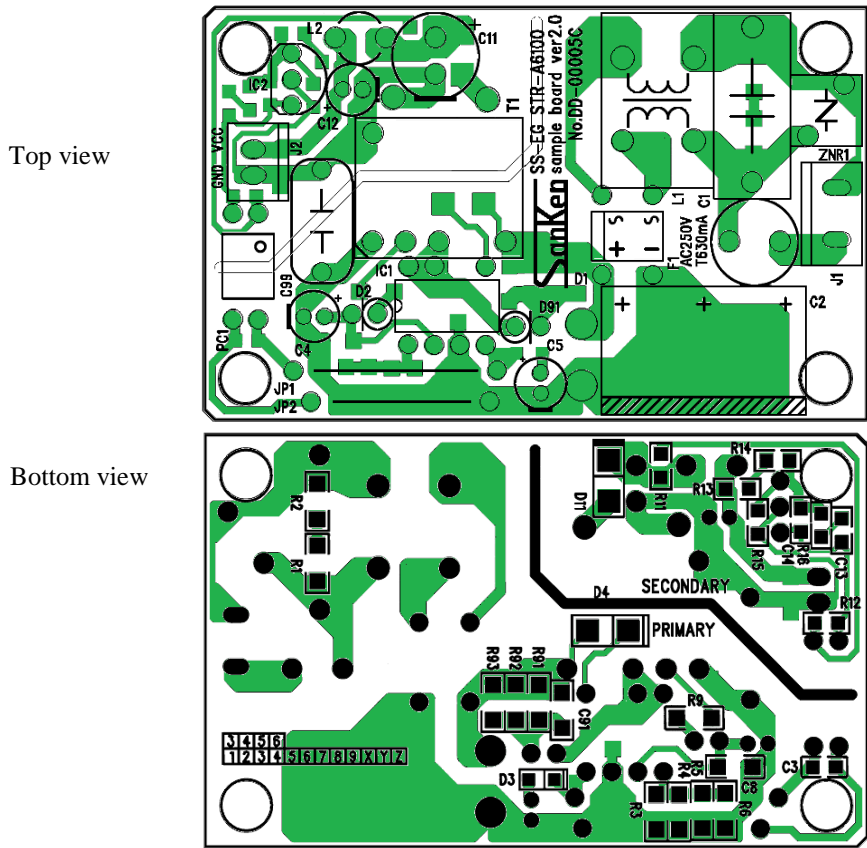 Top view
L2
C11
IC2
C12
VCC
J2
GND
T1
SS-EG STR-A6100
sample board ver2.0
No.DD-00005C
SanKen
ZNR1
L1
C1
S S
+ –
F1
AC250V
T630mA
J1
IC1
C99
D2
D1
D91
C2
+ + +
C4
C5
PC1
JP1
JP2
Bottom view
R14
R13
R2
D11
R11
R15
C14
R16
C13
R1
SECONDARY
R12
D4
PRIMARY
R93
R92
R91
C91
R9
3 4 5 6
1 2 3 4 5 6 7 8 9 X Y Z
D3
R4
R5
C8
C3
R3
R6